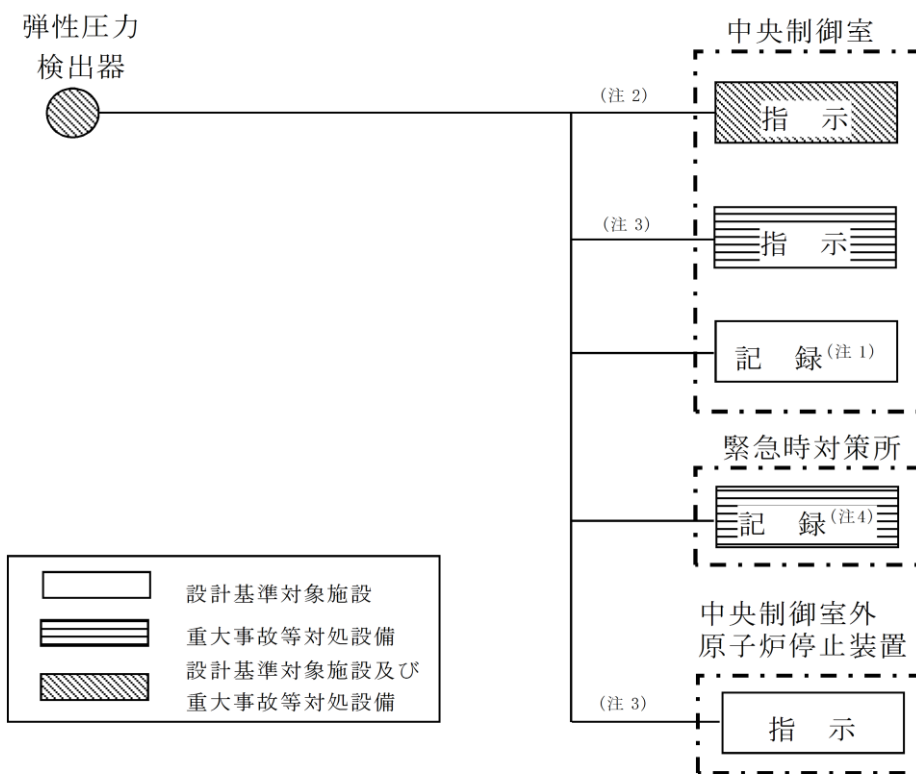 弾性圧力
検出器
中央制御室
(注 2)
指 示
(注 3)
指 示
記 録(注 1)
緊急時対策所
記 録(注4)
設計基準対象施設
重大事故等対処設備
設計基準対象施設及び
重大事故等対処設備
中央制御室外
原子炉停止装置
(注 3)
指 示